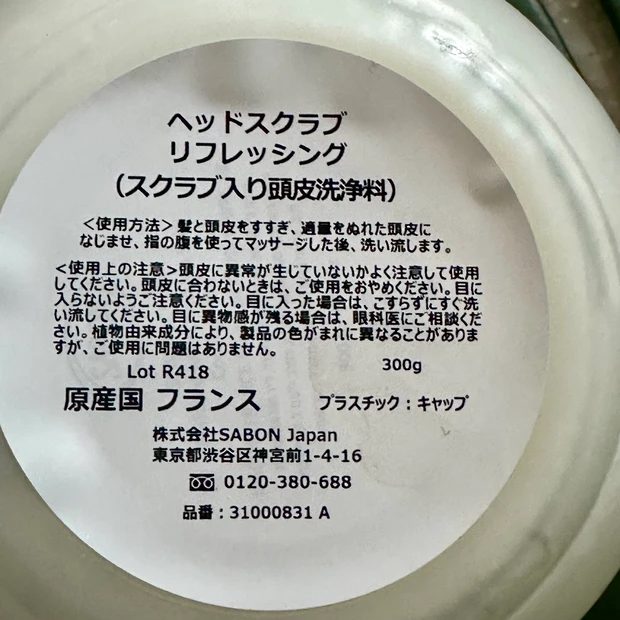 ヘッドスクラブ
リフレッシング
（スクラブ入り頭皮洗浄料）
＜使用方法＞髪と頭皮をすすぎ、適量をぬれた頭皮に
なじませ、指の腹を使ってマッサージした後、洗い流します。
＜使用上の注意＞頭皮に異常が生じていないかよく注意して使用
してください。頭皮に合わないときは、ご使用をおやめください。目に
入らないようご注意ください。目に入った場合は、こすらずにすぐ洗
い流してください。目に異物感が残る場合は、眼科医にご相談くだ
さい。植物由来成分により、製品の色がまれに異なることがありま
すが、ご使用に問題はありません。
Lot R418 300g
原産国 フランス プラスチック：キャップ
株式会社SABON Japan
東京都渋谷区神宮前1-4-16
0120-380-688
品番：31000831 A